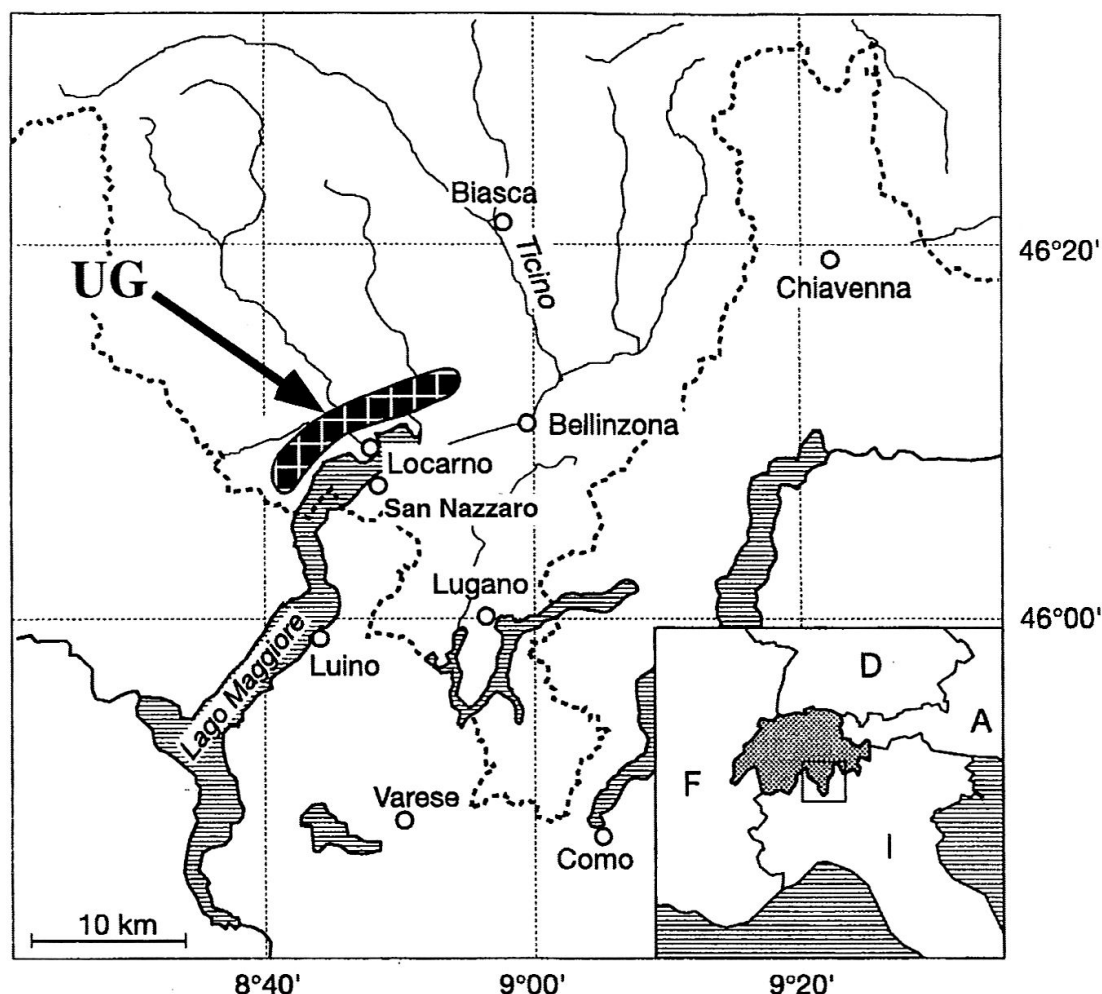 Biasca
Ticino
46°20'
UG
Chiavenna
Bellinzona
Locarno
San Nazzaro
Lugano
46°00'
Luino
Lago Maggiore
D
A
F
Varese
I
Como
10 km
8°40'
9°00'
9°20'